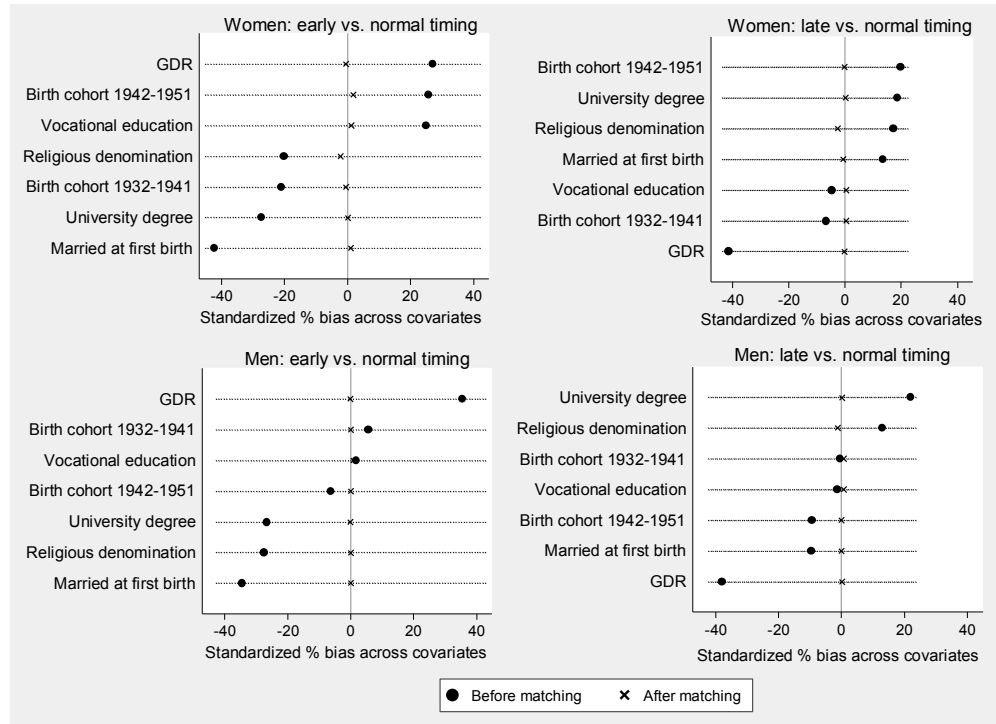 Women: early vs. normal timing
GDR
Birth cohort 1942-1951
Vocational education
Religious denomination
Birth cohort 1932-1941
University degree
Married at first birth
-40 -20 0 20 40
Standardized % bias across covariates
Women: late vs. normal timing
Birth cohort 1942-1951
University degree
Religious denomination
Married at first birth
Vocational education
Birth cohort 1932-1941
GDR
-40 -20 0 20 40
Standardized % bias across covariates
Men: early vs. normal timing
GDR
Birth cohort 1932-1941
Vocational education
Birth cohort 1942-1951
University degree
Religious denomination
Married at first birth
-40 -20 0 20 40
Standardized % bias across covariates
Men: late vs. normal timing
University degree
Religious denomination
Birth cohort 1932-1941
Vocational education
Birth cohort 1942-1951
Married at first birth
GDR
-40 -20 0 20 40
Standardized % bias across covariates
Before matching After matching